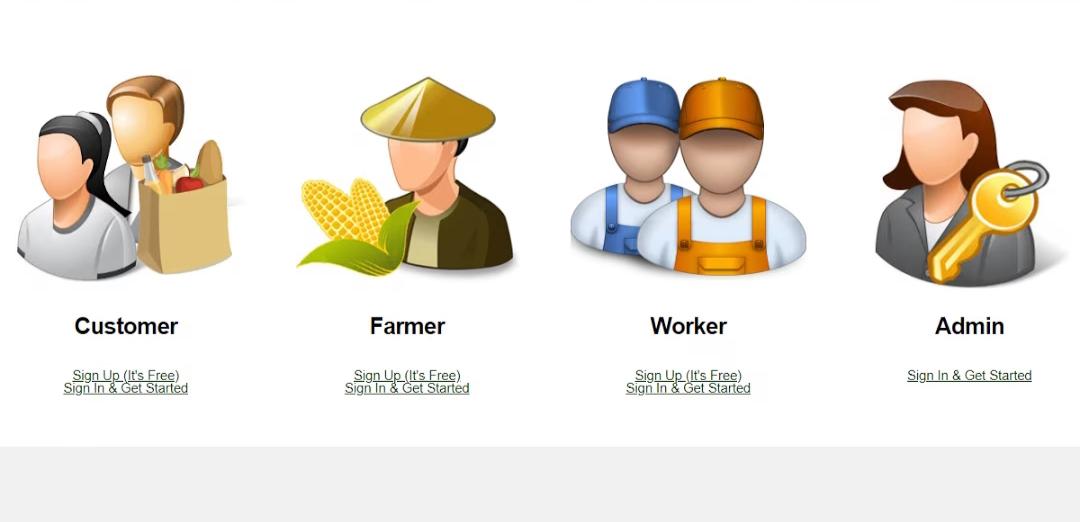 Customer
Farmer
Worker
Admin
Sign Up (It's Free)
Sign In & Get Started
Sign Up (It's Free)
Sign In & Get Started
Sign Up (It's Free)
Sign In & Get Started
Sign In & Get Started